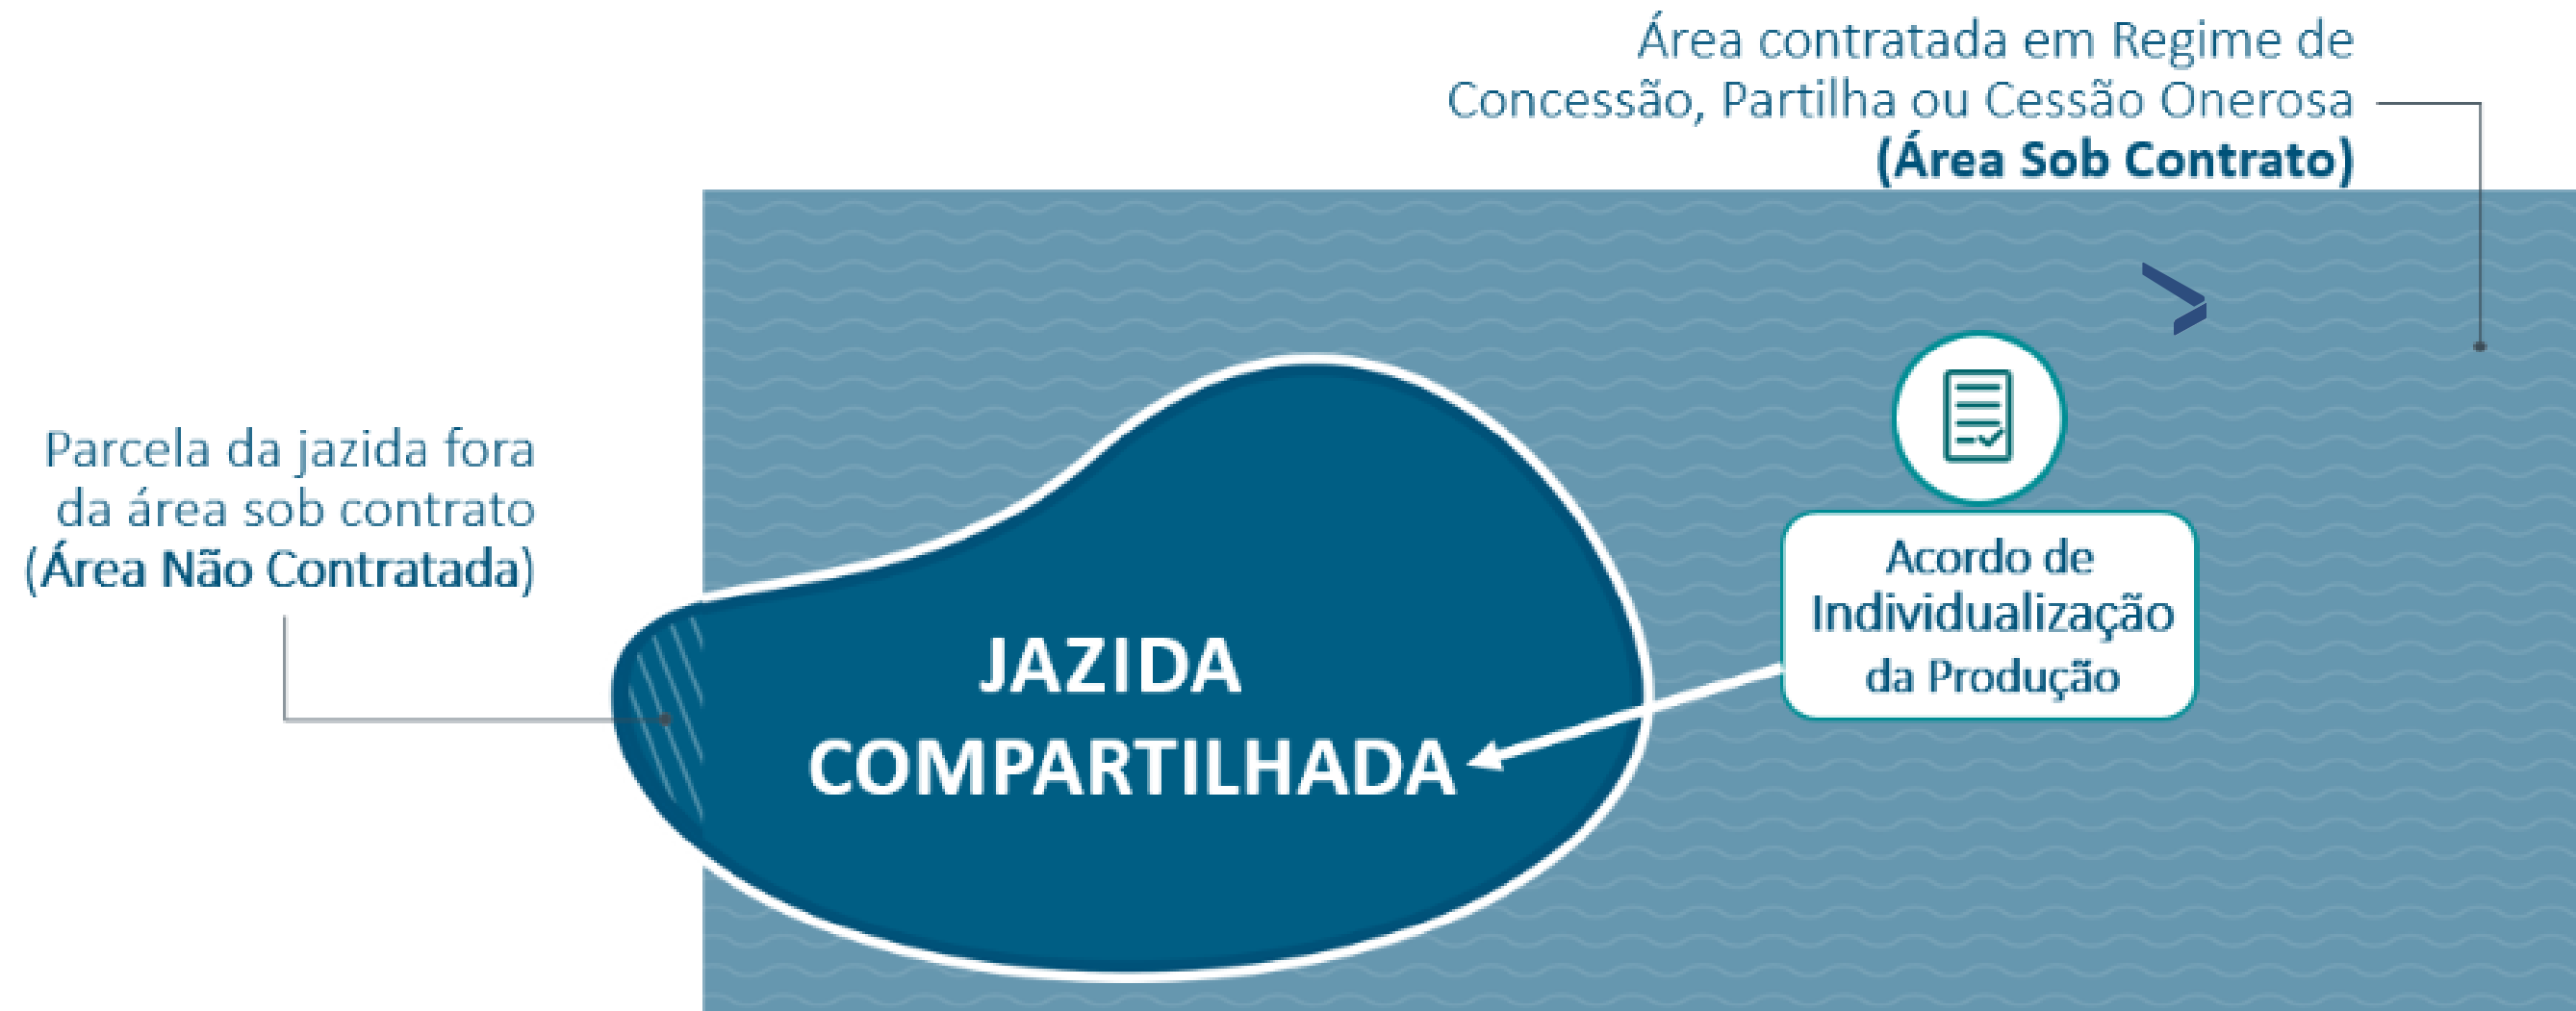 Área contratada em Regime de
Concessão, Partilha ou Cessão Onerosa
(Área Sob Contrato)
Parcela da jazida fora
da área sob contrato
(Área Não Contratada)
JAZIDA
COMPARTILHADA
Acordo de
Individualização
da Produção